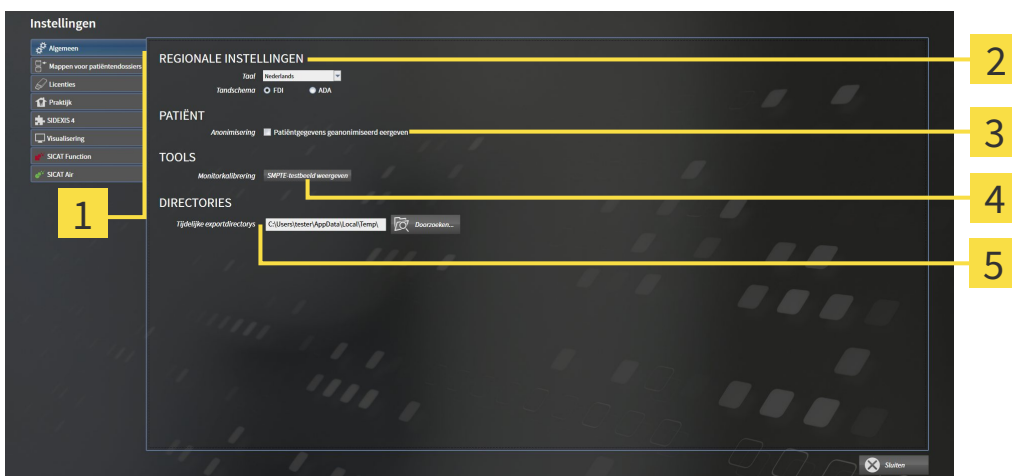 Instellingen
Algemeen
Mappen voor patiëntendossiers
Licenties
Praktijk
SIDEXIS 4
Visualisering
SICAT Function
SICAT Air
1
REGIONALE INSTELLINGEN
Taal Nederlands
Tandschema FDI ADA
PATIËNT
Anonimisering Patiëntgegevens geanonimiseerd eergeven
TOOLS
Monitorkalibrering SMPTE-testbeeld weergeven
DIRECTORIES
Tijdelijke exportdirectorys C:\Users\tester\AppData\Local\Temp\ Doorzoeken...
2
3
4
5
Sluiten